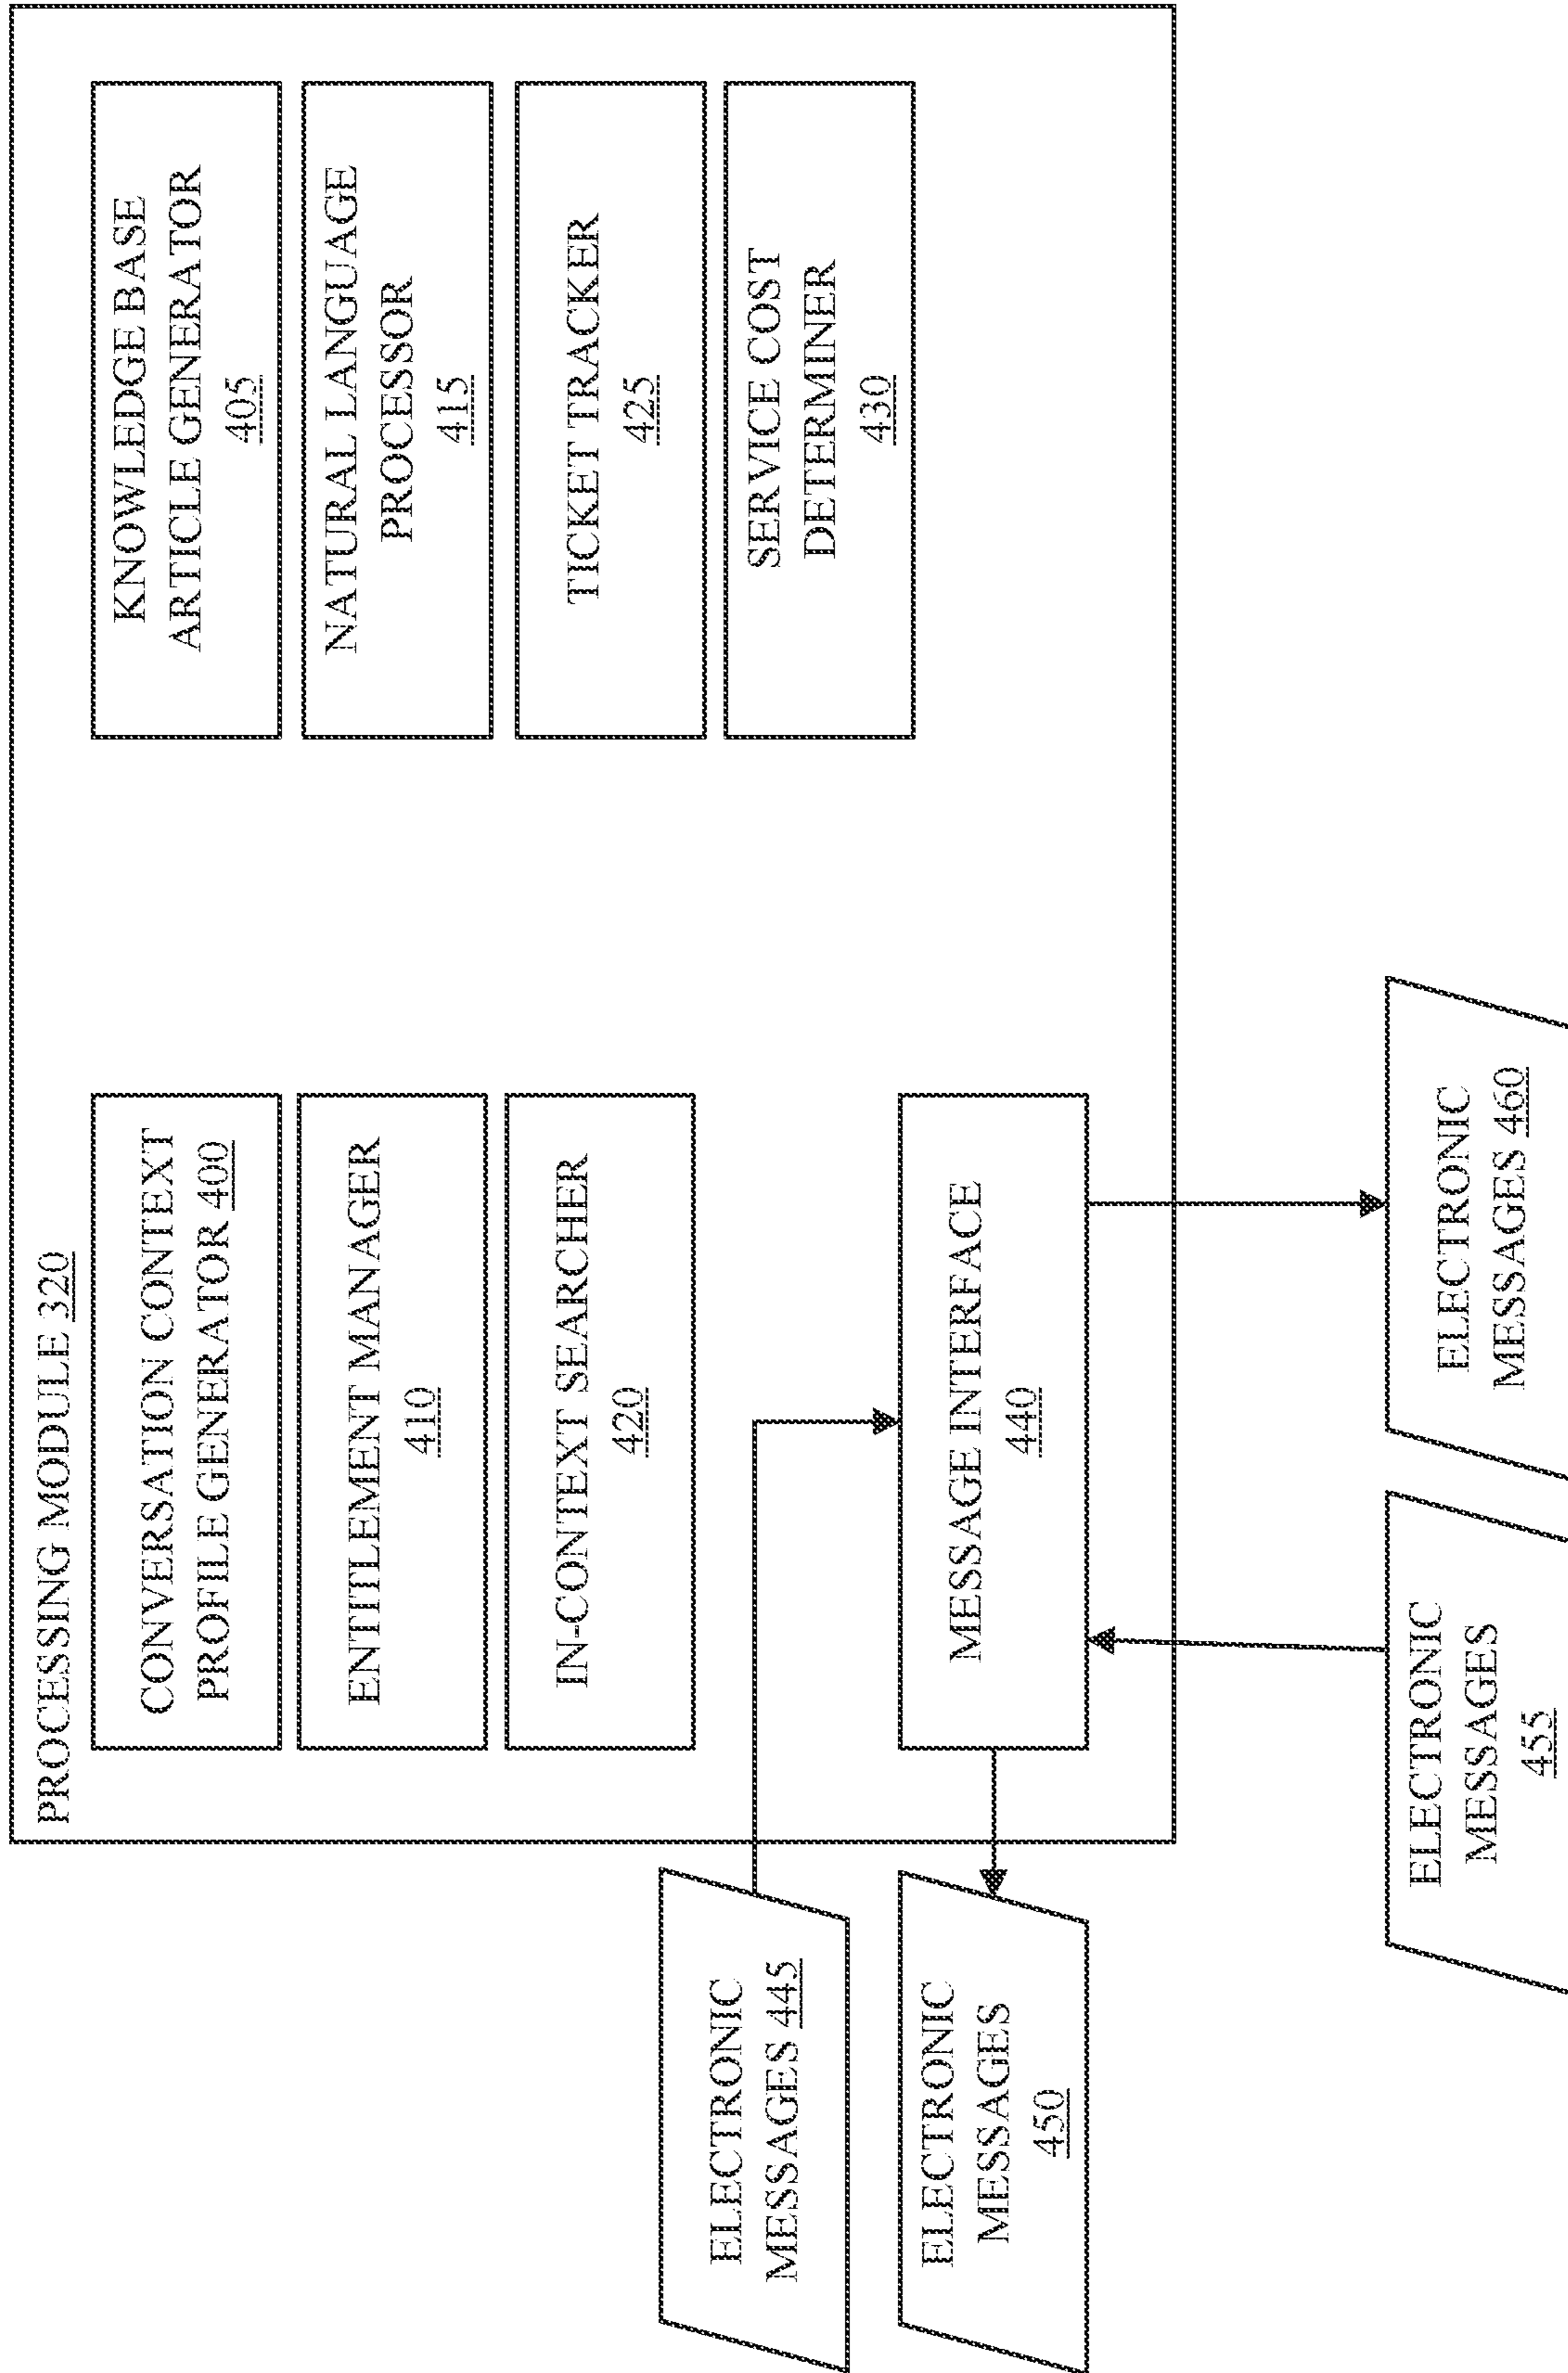 PROCESSING MODULE 320
CONVERSATION CONTEXT
PROFILE GENERATOR 400
KNOWLEDGE BASE
ARTICLE GENERATOR
405
ENTITLEMENT MANAGER
410
NATURAL LANGUAGE
PROCESSOR
415
IN-CONTEXT SEARCHER
420
TICKET TRACKER
425
SERVICE COST
DETERMINER
430
ELECTRONIC
MESSAGES 445
MESSAGE INTERFACE
440
ELECTRONIC
MESSAGES
450
ELECTRONIC
MESSAGES
455
ELECTRONIC
MESSAGES 460